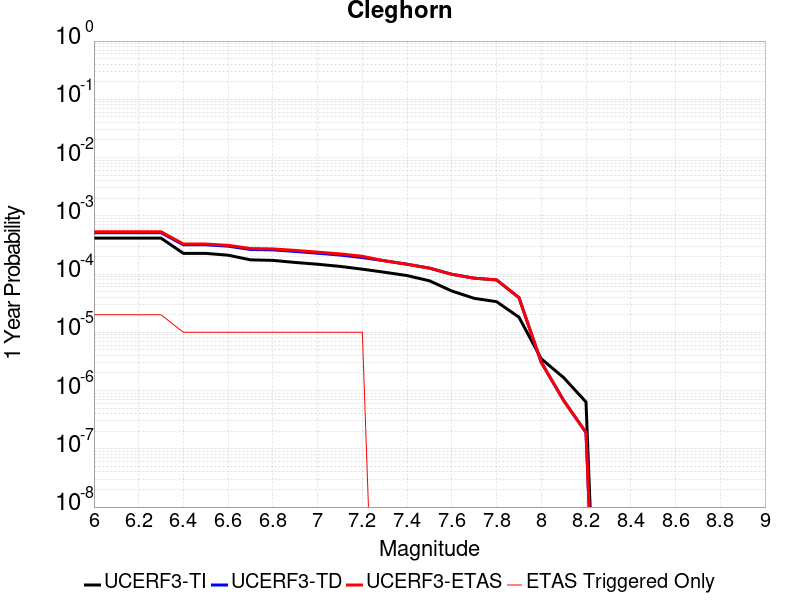 Cleghorn
10^0
10^-1
10^-2
10^-3
10^-4
10^-5
10^-6
10^-7
10^-8
1 Year Probability
6 6.2 6.4 6.6 6.8 7 7.2 7.4 7.6 7.8 8 8.2 8.4 8.6 8.8 9
Magnitude
UCERF3-TI UCERF3-TD UCERF3-ETAS ETAS Triggered Only